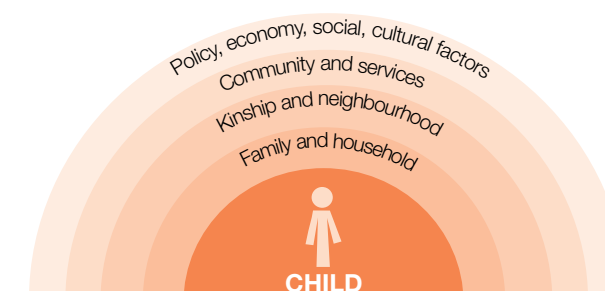 Policy, economy, social, cultural factors
Community and services
Kinship and neighbourhood
Family and household
CHILD